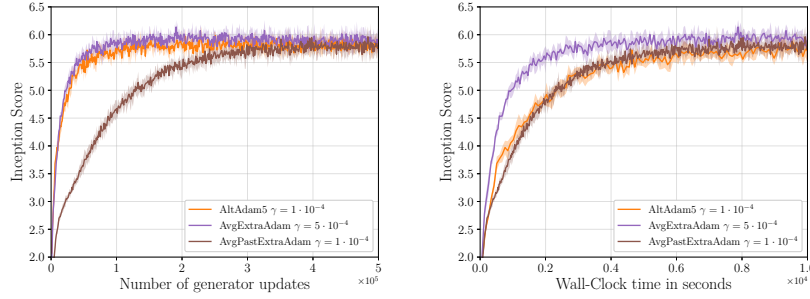 6.5
6.0
5.5
5.0
4.5
4.0
3.5
3.0
2.5
2.0
Inception Score
AltAdam5 γ = 1 · 10⁻⁴
AvgExtraAdam γ = 5 · 10⁻⁴
AvgPastExtraAdam γ = 1 · 10⁻⁴
0 1 2 3 4 5
Number of generator updates ×10⁵
6.5
6.0
5.5
5.0
4.5
4.0
3.5
3.0
2.5
2.0
Inception Score
AltAdam5 γ = 1 · 10⁻⁴
AvgExtraAdam γ = 5 · 10⁻⁴
AvgPastExtraAdam γ = 1 · 10⁻⁴
0.0 0.2 0.4 0.6 0.8 1.0
Wall-Clock time in seconds ×10⁴